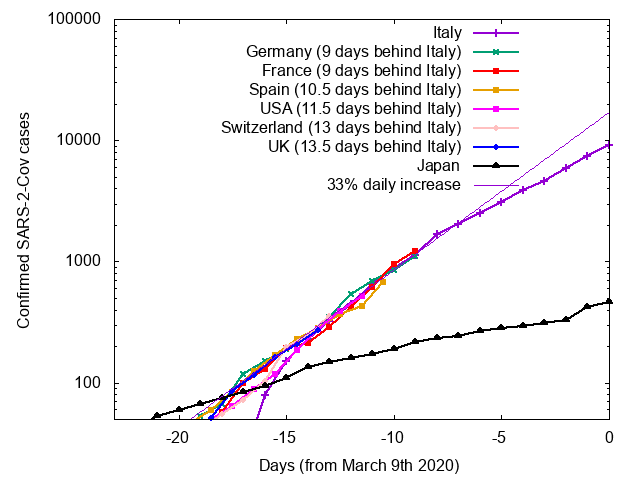 100000
10000
1000
100
Confirmed SARS-2-Cov cases
Italy
Germany (9 days behind Italy)
France (9 days behind Italy)
Spain (10.5 days behind Italy)
USA (11.5 days behind Italy)
Switzerland (13 days behind Italy)
UK (13.5 days behind Italy)
Japan
33% daily increase
-20 -15 -10 -5 0
Days (from March 9th 2020)